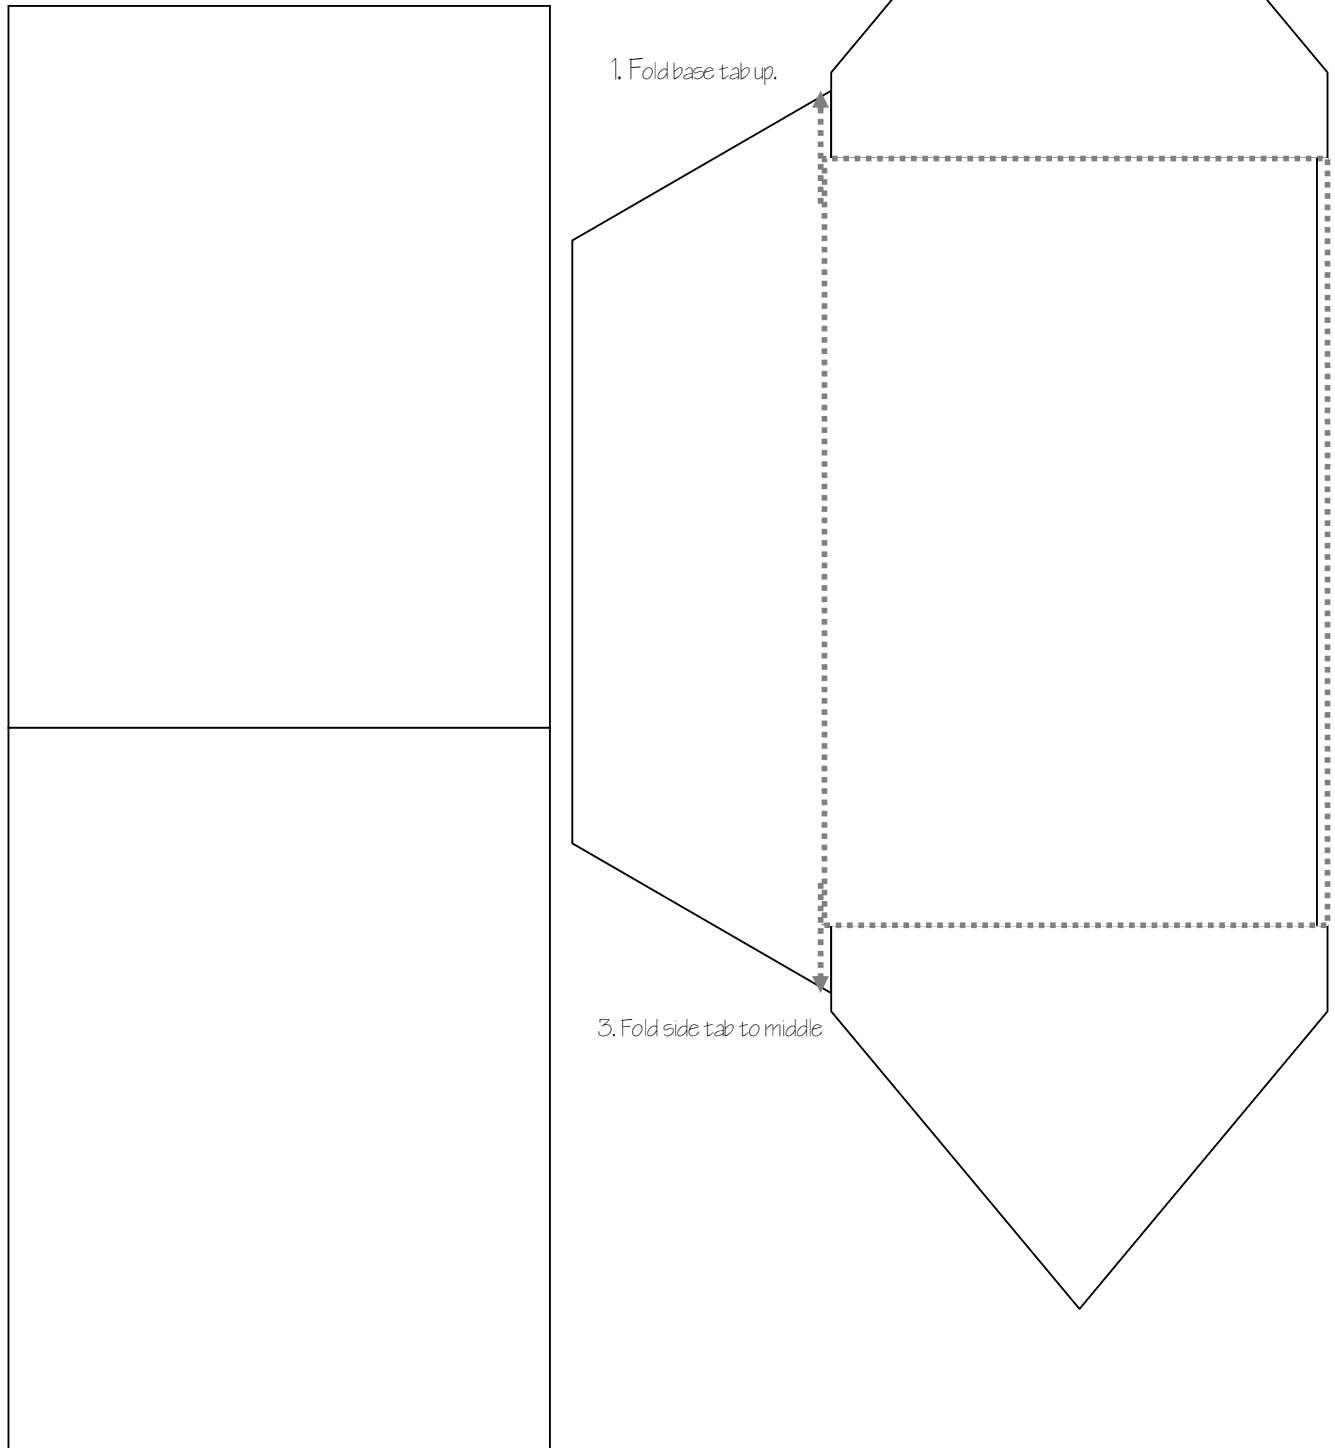 1. Fold base tab up.
3. Fold side tab to middle